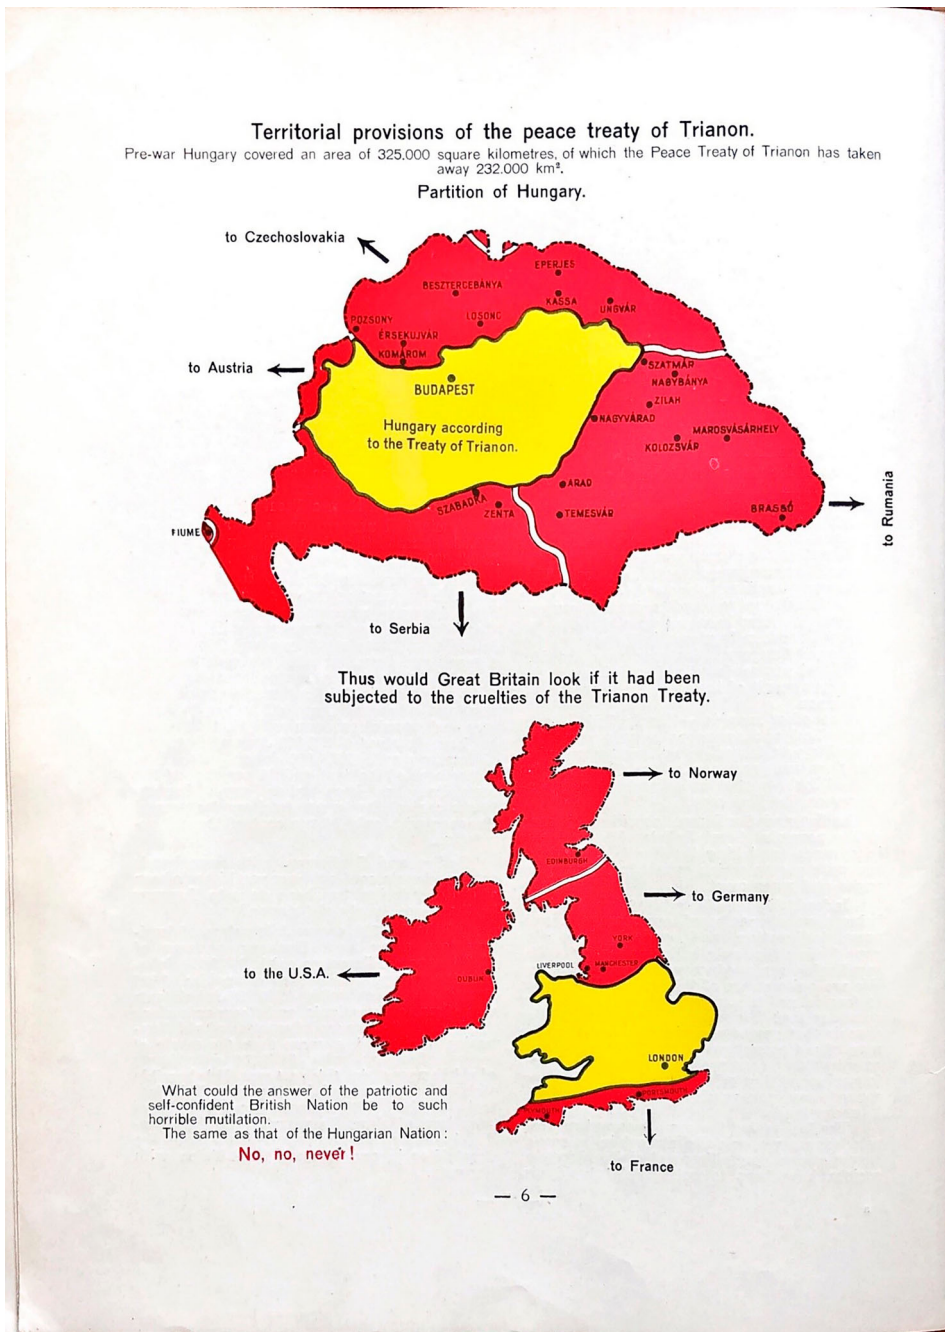 Territorial provisions of the peace treaty of Trianon.
Pre-war Hungary covered an area of 325.000 square kilometres, of which the Peace Treaty of Trianon has taken
away 232.000 km².
Partition of Hungary.
to Czechoslovakia
EPERJES
BESZTERCEBÁNYA
KASSA
UNGVÁR
POZSONY
LOSONC
ÉRSEKUJVÁR
KOMÁROM
to Austria
SZATMÁR
NAGYBÁNYA
BUDAPEST
ZILAH
Hungary according
to the Treaty of Trianon.
NAGYVÁRAD
MAROSVÁSÁRHELY
KOLOZSVÁR
ARAD
SZABADKA
ZENTA
TEMESVÁR
BRASSÓ
to Rumania
FIUME
to Serbia
Thus would Great Britain look if it had been
subjected to the cruelties of the Trianon Treaty.
to Norway
EDINBURGH
to Germany
YORK
LIVERPOOL
MANCHESTER
to the U.S.A.
DUBLIN
LONDON
PORTSMOUTH
PLYMOUTH
to France
What could the answer of the patriotic and
self-confident British Nation be to such
horrible mutilation.
The same as that of the Hungarian Nation:
No, no, never!
— 6 —